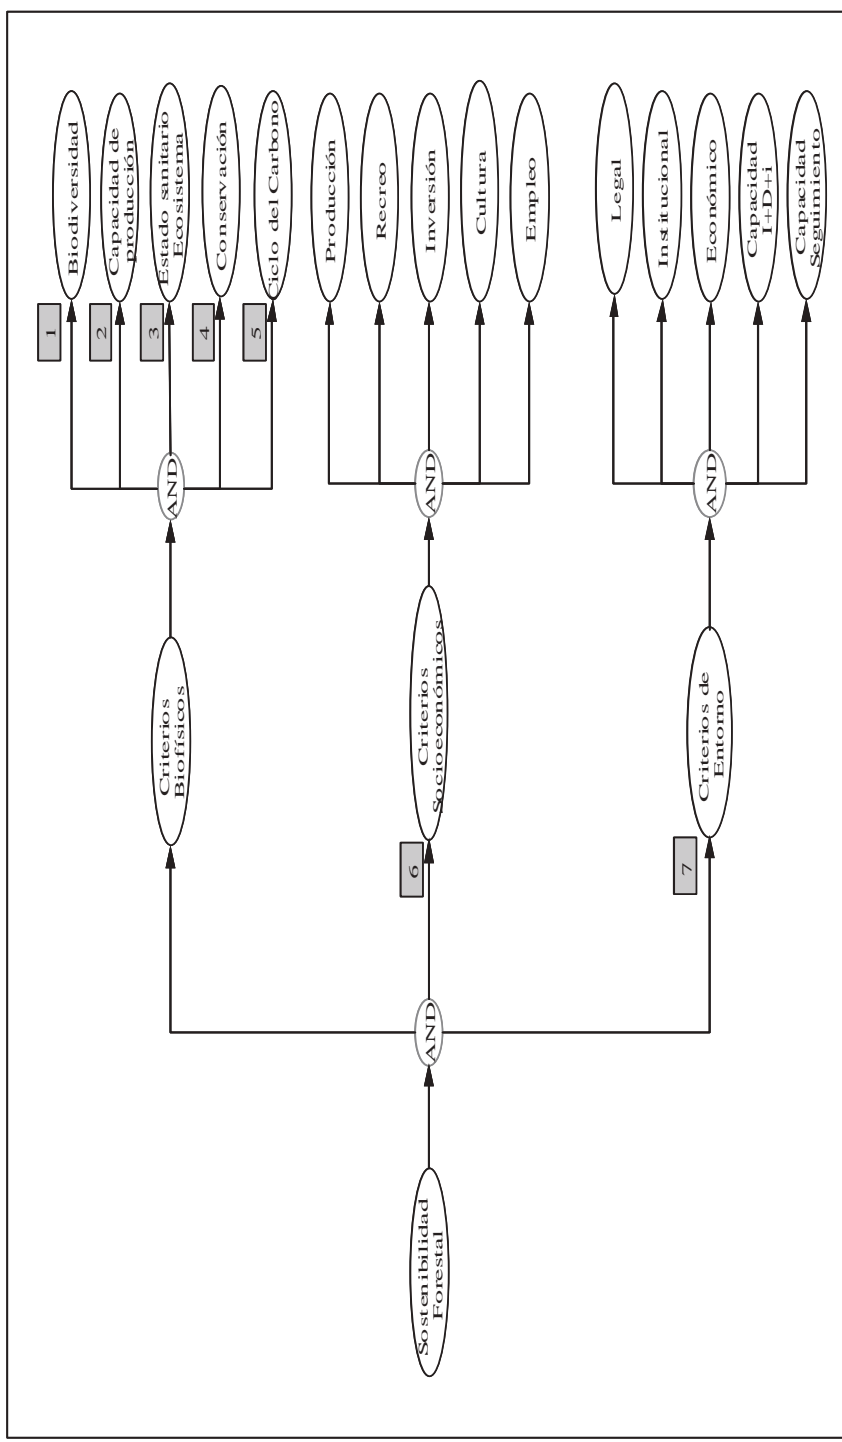 Sostenibilidad
Forestal
AND
Criterios
Biofísicos
AND
1
Biodiversidad
2
Capacidad de
producción
3
Estado sanitario
Ecosistema
4
Conservación
5
Ciclo del Carbono
6
Criterios
Socioeconómicos
AND
Producción
Recreo
Inversión
Cultura
Empleo
7
Criterios de
Entorno
AND
Legal
Institucional
Económico
Capacidad
I+D+i
Capacidad
Seguimiento